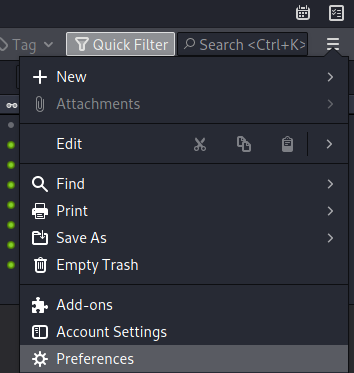 Tag
Quick Filter
Search <Ctrl+K>
New
Attachments
Edit
Find
Print
Save As
Empty Trash
Add-ons
Account Settings
Preferences